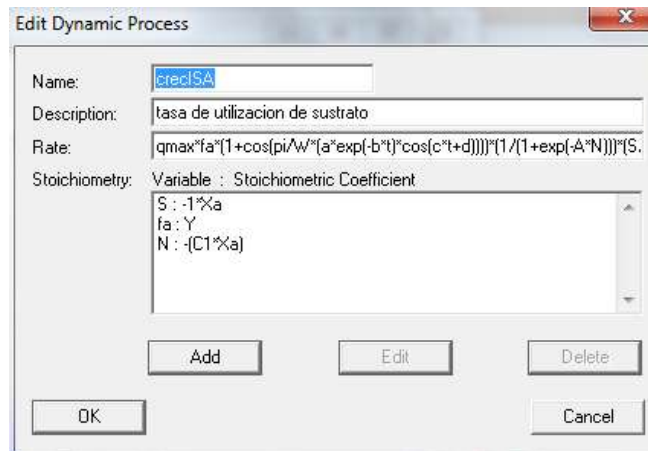 Edit Dynamic Process
Name: crecISA
Description: tasa de utilizacion de sustrato
Rate: qmax*fa*(1+cos(pi/W*(a*exp(-b*t)*cos(c*t+d))))*(1/(1+exp(-A*N)))*(S.
Stoichiometry: Variable : Stoichiometric Coefficient
S : -1*Xa
fa : Y
N : -(C1*Xa)
Add Edit Delete
OK Cancel